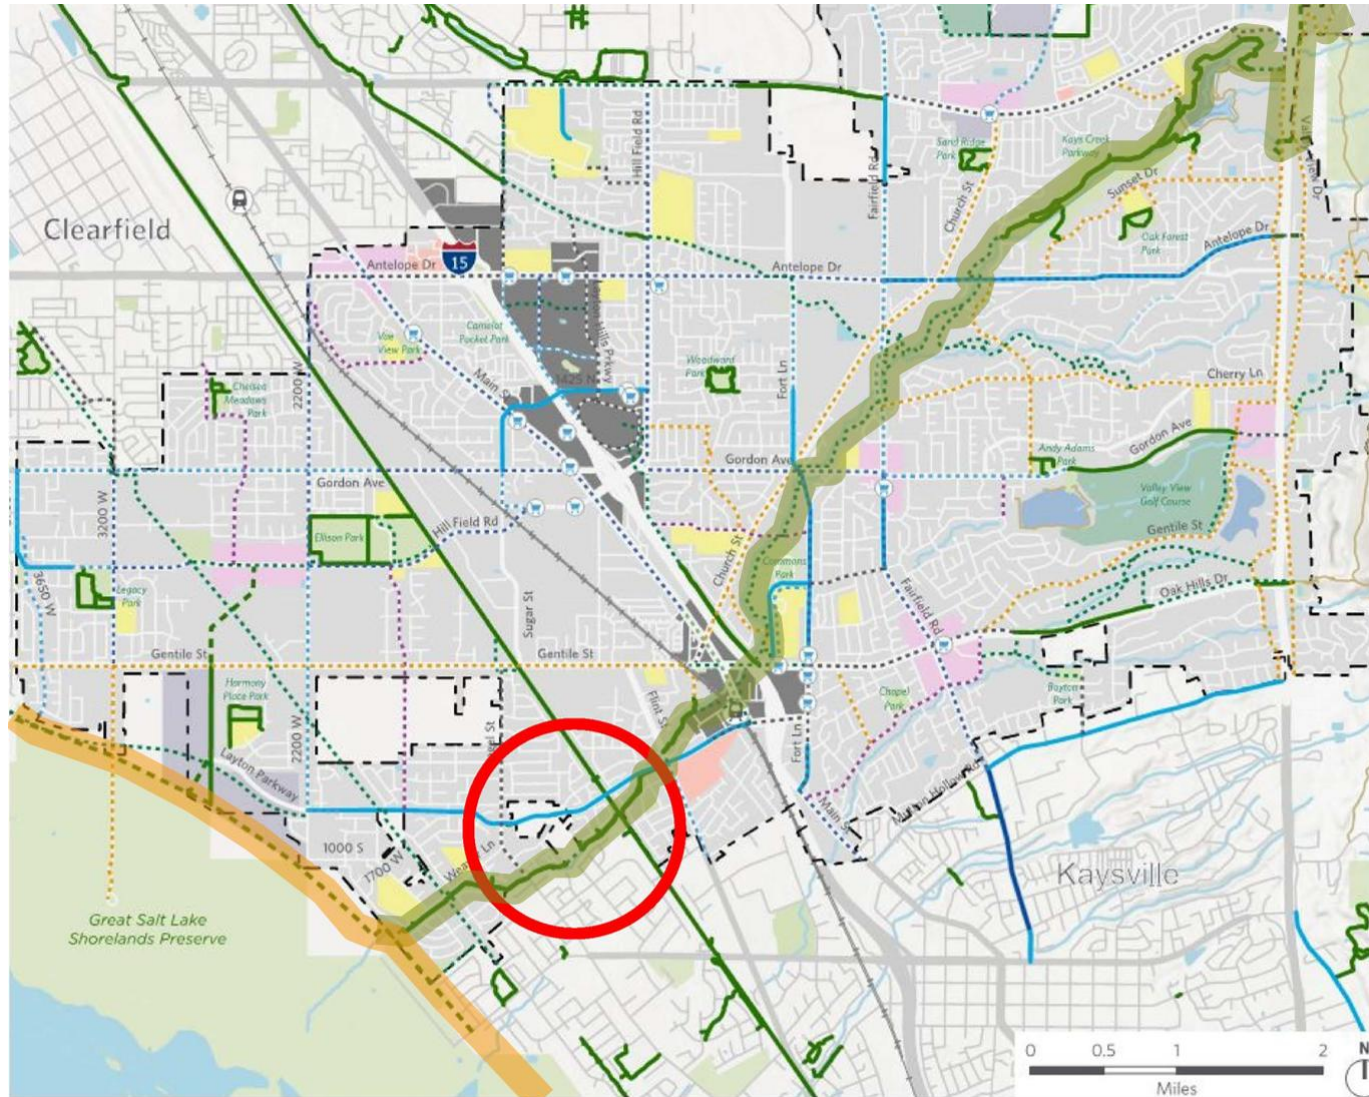 Hill Field Rd
Sand Ridge
Park
Kays Creek
Parkway
Fairfield Rd
Church St
Sunset Dr
Oak Forest
Park
Clearfield
15
Antelope Dr
Antelope Dr
Antelope Dr
Vae
View Park
Camelot
Pocket Park
Woodward
Park
1425 N
Fort Ln
Cherry Ln
Main St
2200 W
Chelsea
Meadows
Park
Gordon Ave
Andy Adams
Park
Gordon Ave
Valley View
Golf Course
Gordon Ave
3200 W
Hill Field Rd
Ellison Park
Gentile St
Church St
Commons
Park
Oak Hills Dr
3650 W
Legacy
Park
Sugar St
Fairfield Rd
Gentile St
Gentile St
Harmony
Place Park
Flint St
Chapel
Park
Boyton
Park
2200 W
Layton Parkway
Fort Ln
Main St
1000 S
1700 W
Kaysville
Great Salt Lake
Shorelands Preserve
0 0.5 1 2
Miles
N